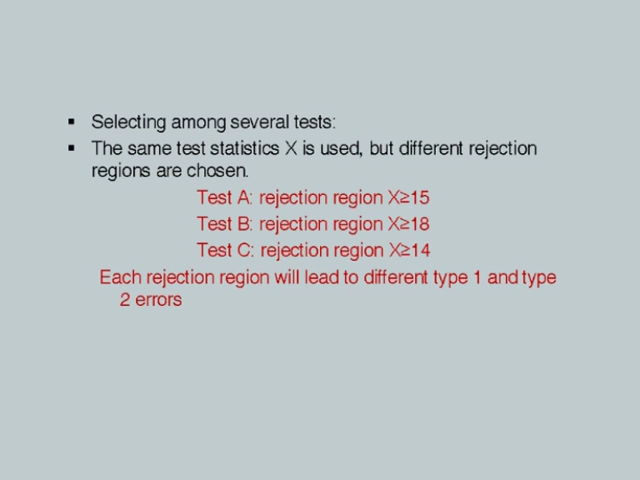 ▪ Selecting among several tests:
▪ The same test statistics X is used, but different rejection
regions are chosen.
Test A: rejection region X≥15
Test B: rejection region X≥18
Test C: rejection region X≥14
Each rejection region will lead to different type 1 and type
2 errors